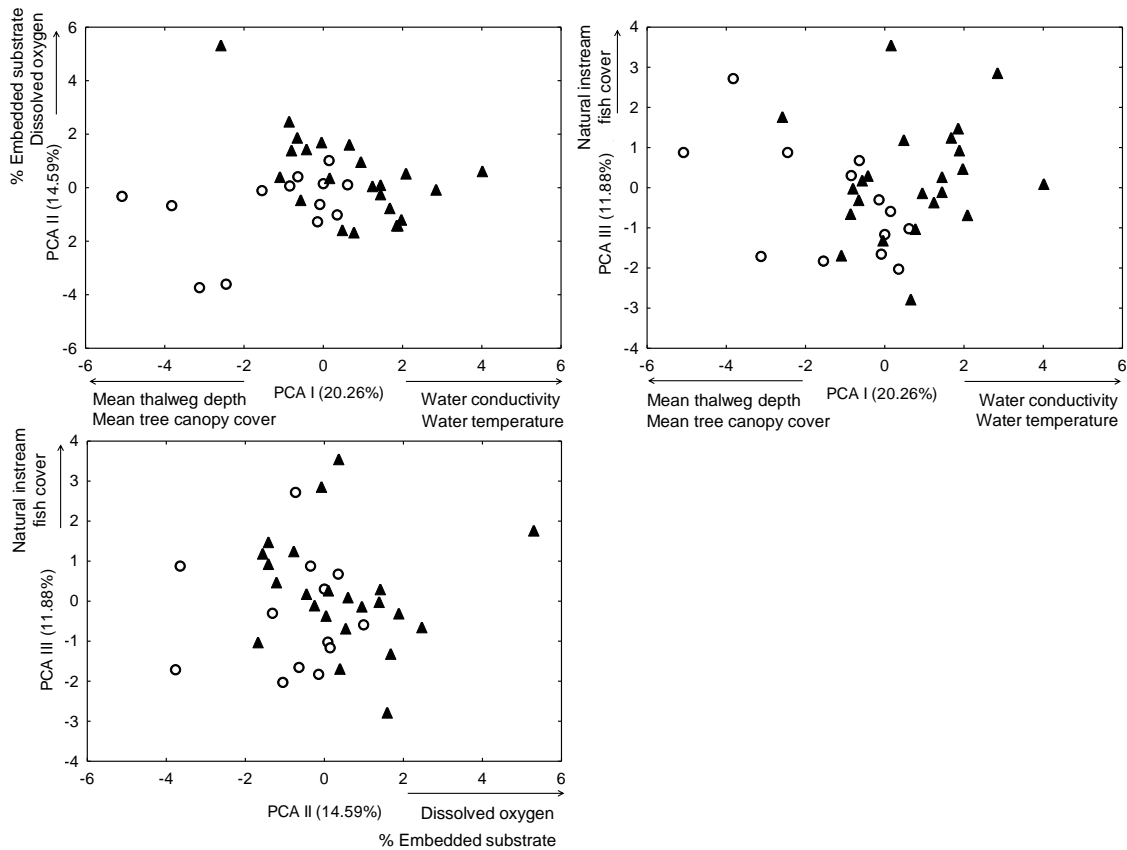 % Embedded substrate
Dissolved oxygen
PCA II (14.59%)
6
4
2
0
2
-4
-6
-6
-4
-2
0
2
4
6
PCA I (20.26%)
Mean thalweg depth
Mean tree canopy cover
Water conductivity
Water temperature
Natural instream
fish cover
PCA III (11.88%)
4
3
2
1
0
-1
-2
-3
-4
-6
-4
-2
0
2
4
6
PCA I (20.26%)
Mean thalweg depth
Mean tree canopy cover
Water conductivity
Water temperature
Natural instream
fish cover
PCA III (11.88%)
4
3
2
1
0
-1
-2
-3
-4
-6
-4
-2
0
2
4
6
PCA II (14.59%)
Dissolved oxygen
% Embedded substrate